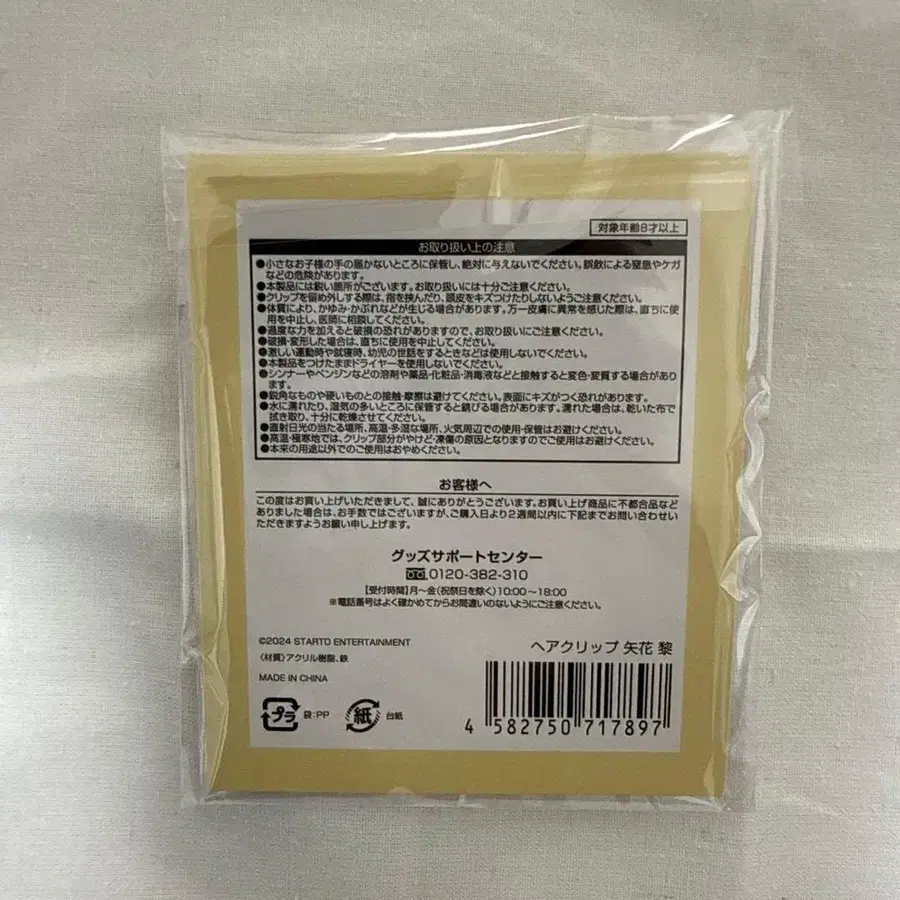 対象年齢8才以上
お取り扱い上の注意
●小さなお子様の手の届かないところに保管し、絶対に与えないでください。誤飲による窒息やケガ
などの危険があります。
●本製品には鋭い箇所がございます。お取り扱いには十分ご注意ください。
●クリップを留め外しする際は、指を挟んだり、頭皮をキズつけたりしないようご注意ください。
●体質により、かゆみ・かぶれなどが生じる場合があります。万一皮膚に異常を感じた際は、直ちに使
用を中止し、医師に相談してください。
●過度な力を加えると破損の恐れがありますので、お取り扱いにご注意ください。
●破損・変形した場合は、直ちに使用を中止してください。
●激しい運動時や就寝時、幼児の世話をするときなどは使用しないでください。
●本製品をつけたままドライヤーを使用しないでください。
●シンナーやベンジンなどの溶剤や薬品・化粧品・消毒液などと接触すると変色・変質する場合があり
ます。
●鋭角なものや硬いものとの接触・摩擦は避けてください。表面にキズがつく恐れがあります。
●水に濡れたり、湿気の多いところに保管すると錆びる場合があります。濡れた場合は、乾いた布で
拭き取り、十分に乾燥させてください。
●直射日光の当たる場所、高温・多湿な場所、火気周辺での使用・保管はお避けください。
●高温・極寒地では、クリップ部分がやけど・凍傷の原因となりますのでご使用はお避けください。
●本来の用途以外でのご使用はおやめください。
お客様へ
この度はお買い上げいただきまして、誠にありがとうございます。お買い上げ商品に不都合品など
ありました場合は、お手数ではございますが、ご購入日より2週間以内に下記までお問い合わせい
ただきますようお願い申し上げます。
グッズサポートセンター
0120-382-310
【受付時間】月〜金(祝祭日を除く)10:00〜18:00
※電話番号はよく確かめてからお間違いのないようにご注意ください。
©2024 STARTO ENTERTAINMENT
〈材質〉アクリル樹脂、鉄
MADE IN CHINA
ヘアクリップ 矢花 黎
プラ 袋:PP 紙 台紙
4 582750 717897